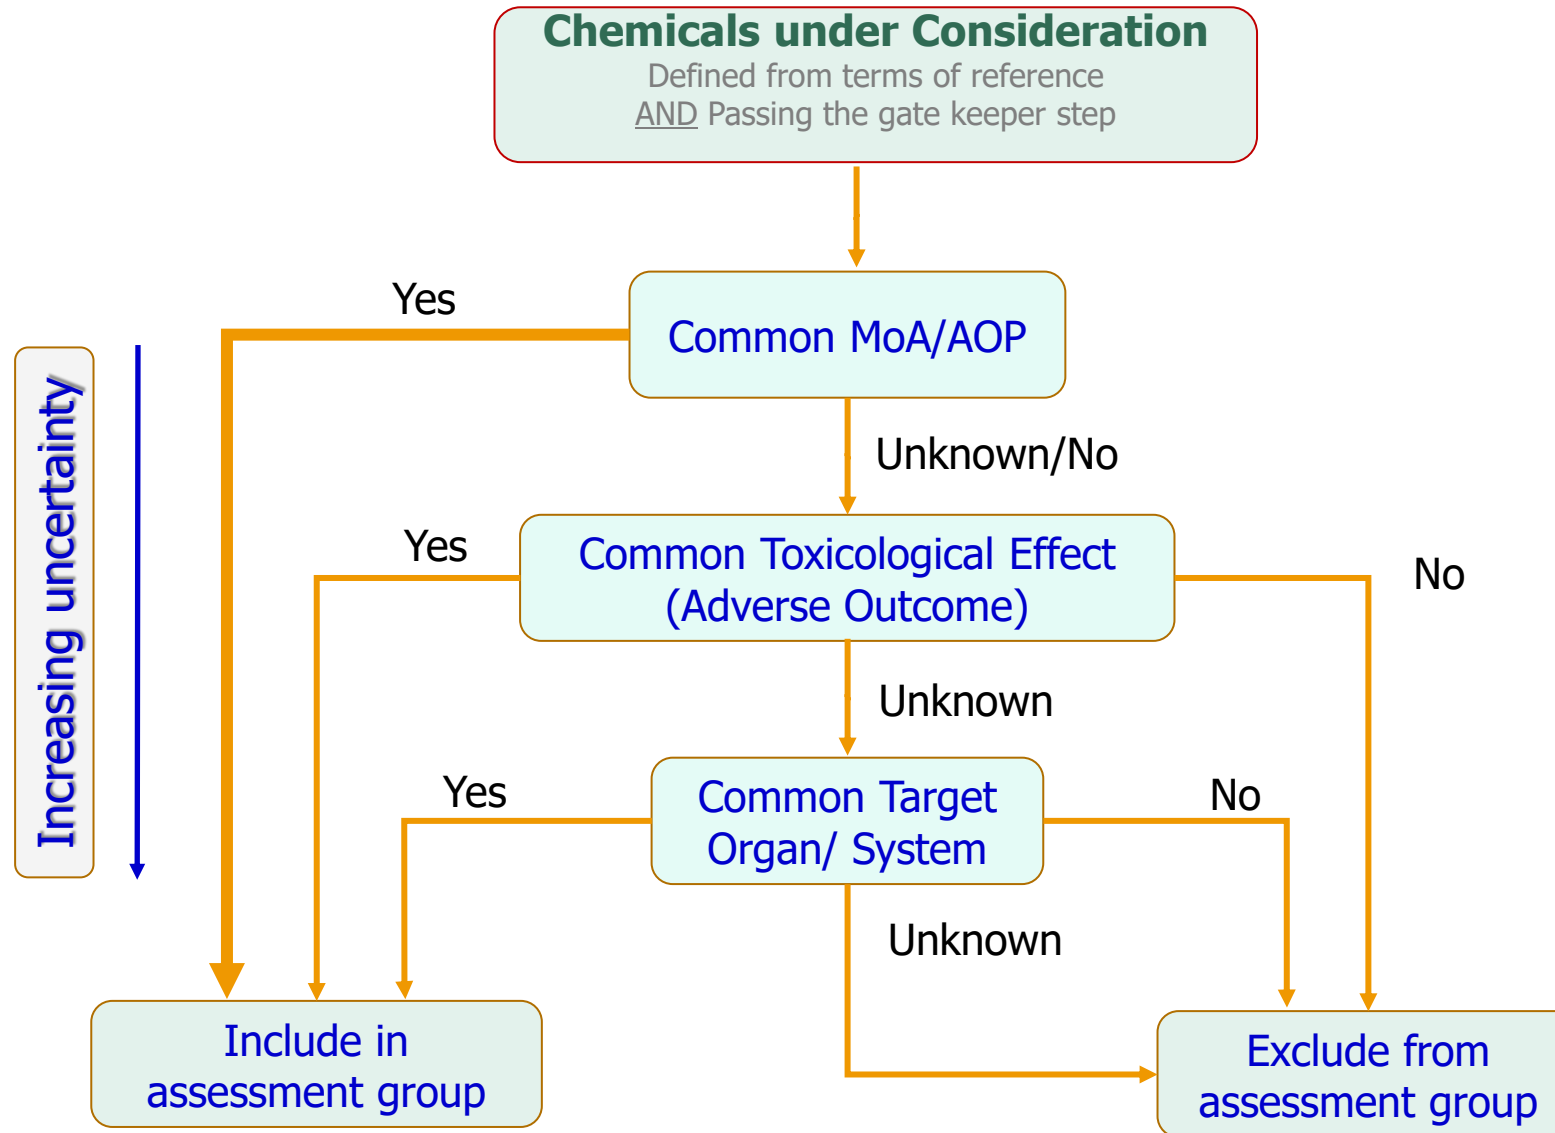 Chemicals under Consideration
Defined from terms of reference
AND Passing the gate keeper step
Yes
Common MoA/AOP
Increasing uncertainty
Unknown/No
Yes
Common Toxicological Effect
(Adverse Outcome)
No
Unknown
Yes
Common Target
Organ/ System
No
Unknown
Include in
assessment group
Exclude from
assessment group